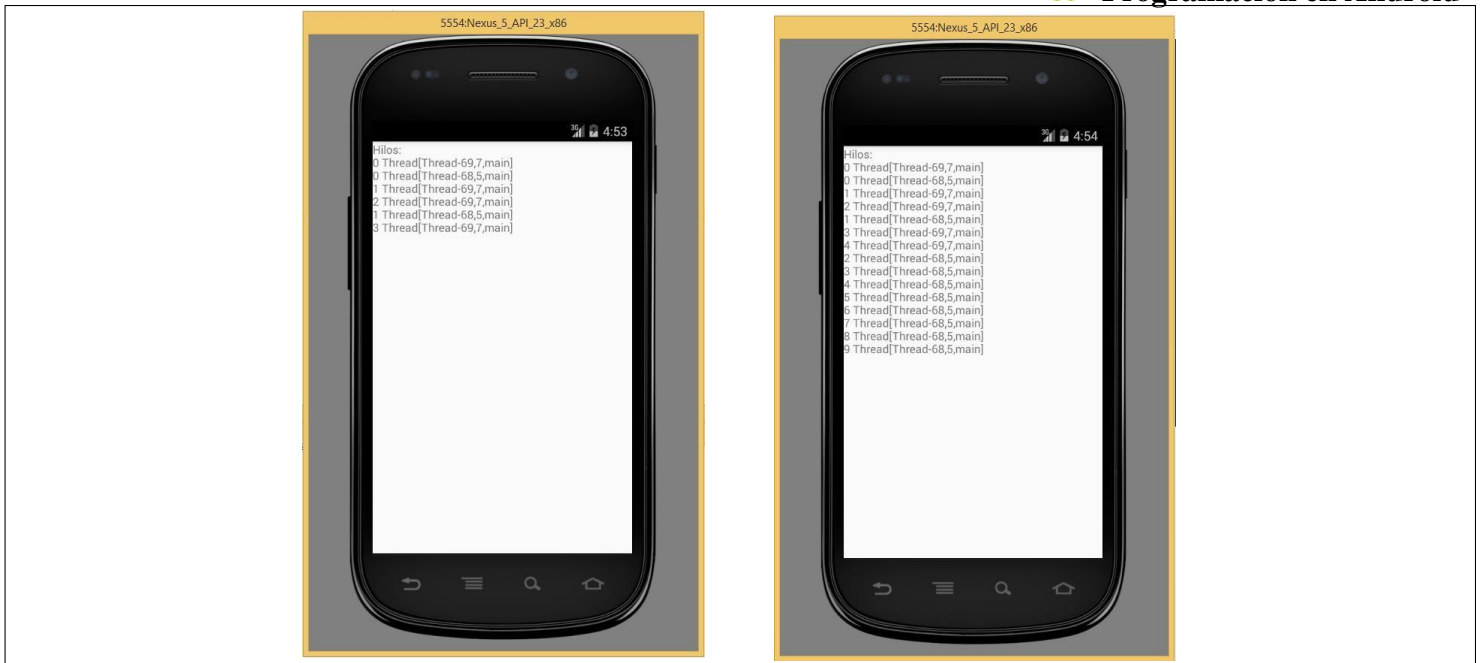 Programación en Android
5554:Nexus_5_API_23_x86
3G 4:53
Hilos:
0 Thread[Thread-69,7,main]
0 Thread[Thread-68,5,main]
1 Thread[Thread-69,7,main]
2 Thread[Thread-69,7,main]
1 Thread[Thread-68,5,main]
3 Thread[Thread-69,7,main]
5554:Nexus_5_API_23_x86
3G 4:54
Hilos:
0 Thread[Thread-69,7,main]
0 Thread[Thread-68,5,main]
1 Thread[Thread-69,7,main]
2 Thread[Thread-69,7,main]
1 Thread[Thread-68,5,main]
3 Thread[Thread-69,7,main]
4 Thread[Thread-69,7,main]
2 Thread[Thread-68,5,main]
3 Thread[Thread-68,5,main]
4 Thread[Thread-68,5,main]
5 Thread[Thread-68,5,main]
6 Thread[Thread-68,5,main]
7 Thread[Thread-68,5,main]
8 Thread[Thread-68,5,main]
9 Thread[Thread-68,5,main]